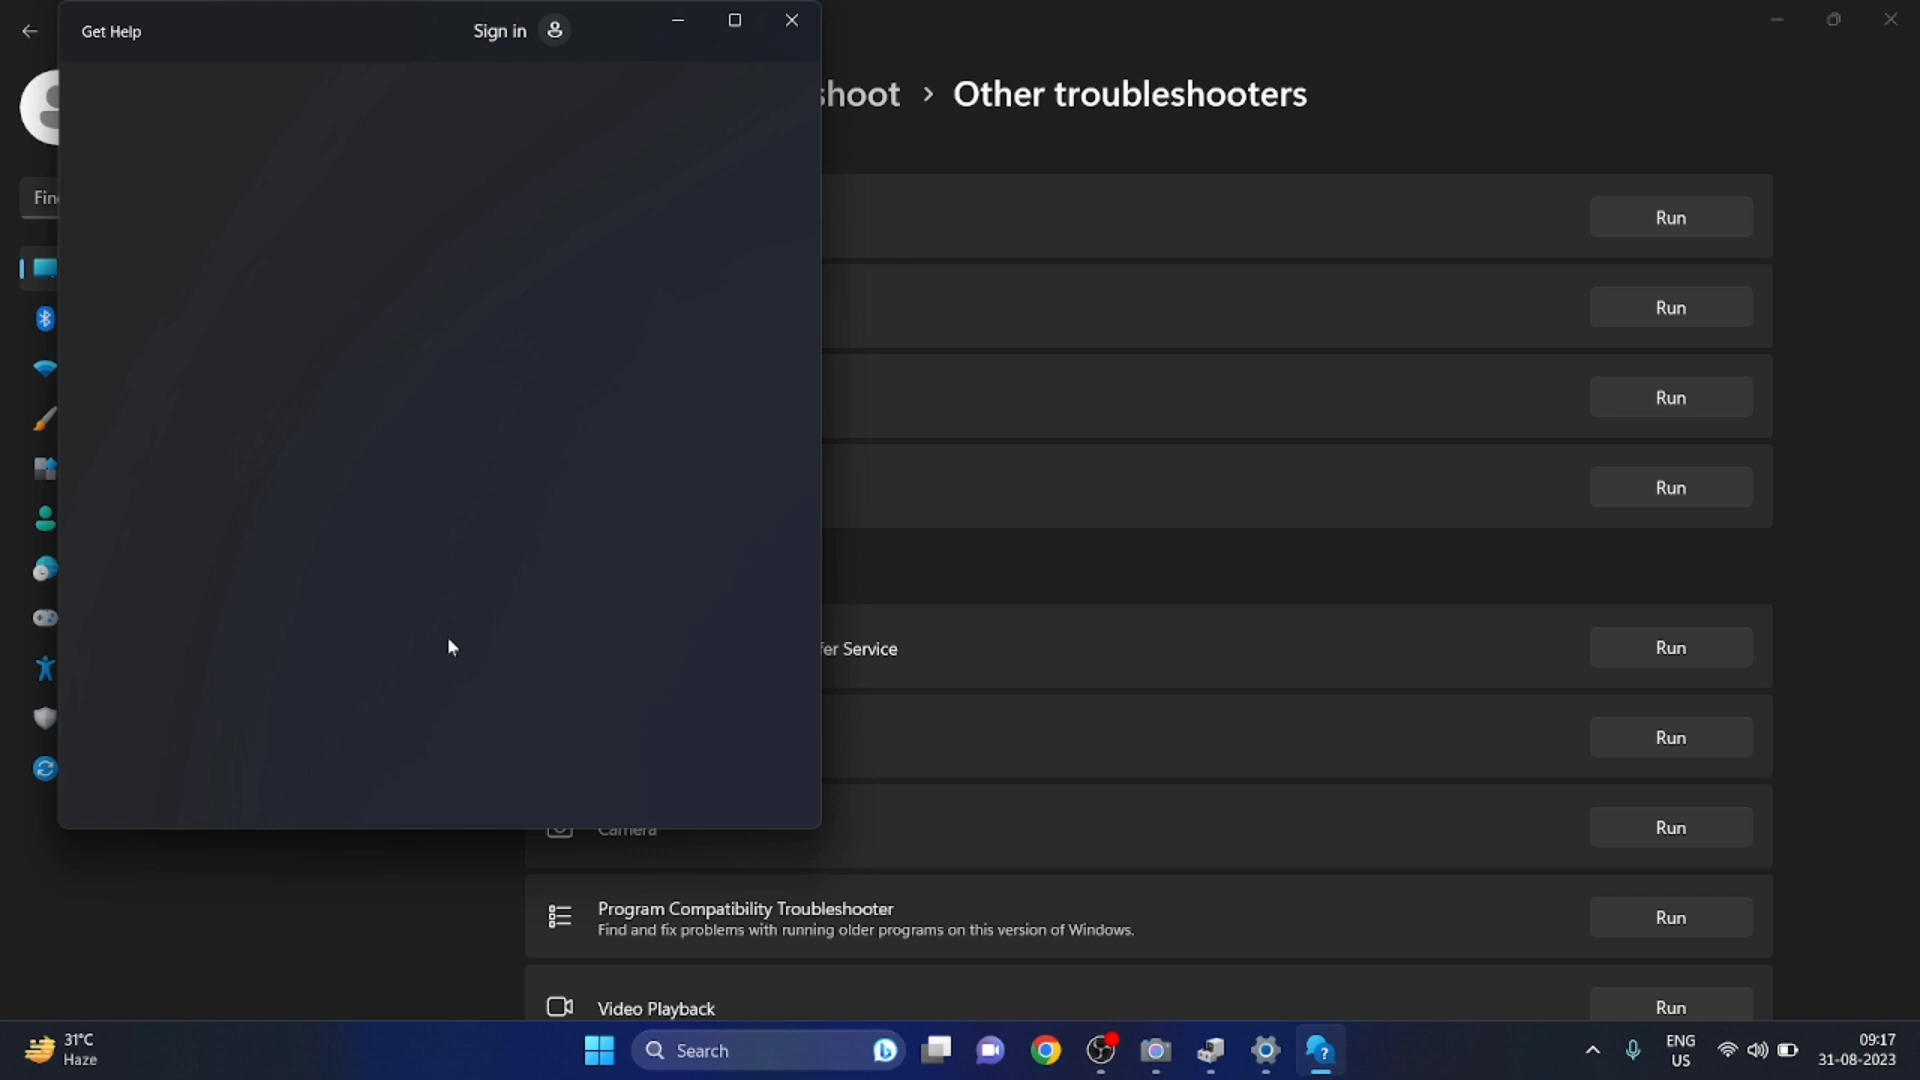 Get Help
Sign in
shoot > Other troubleshooters
Fin
Run
Run
Run
Run
fer Service
Run
Run
Camera
Run
Program Compatibility Troubleshooter
Find and fix problems with running older programs on this version of Windows.
Run
Video Playback
Run
31°C
Haze
Search
ENG
US
09:17
31-08-2023